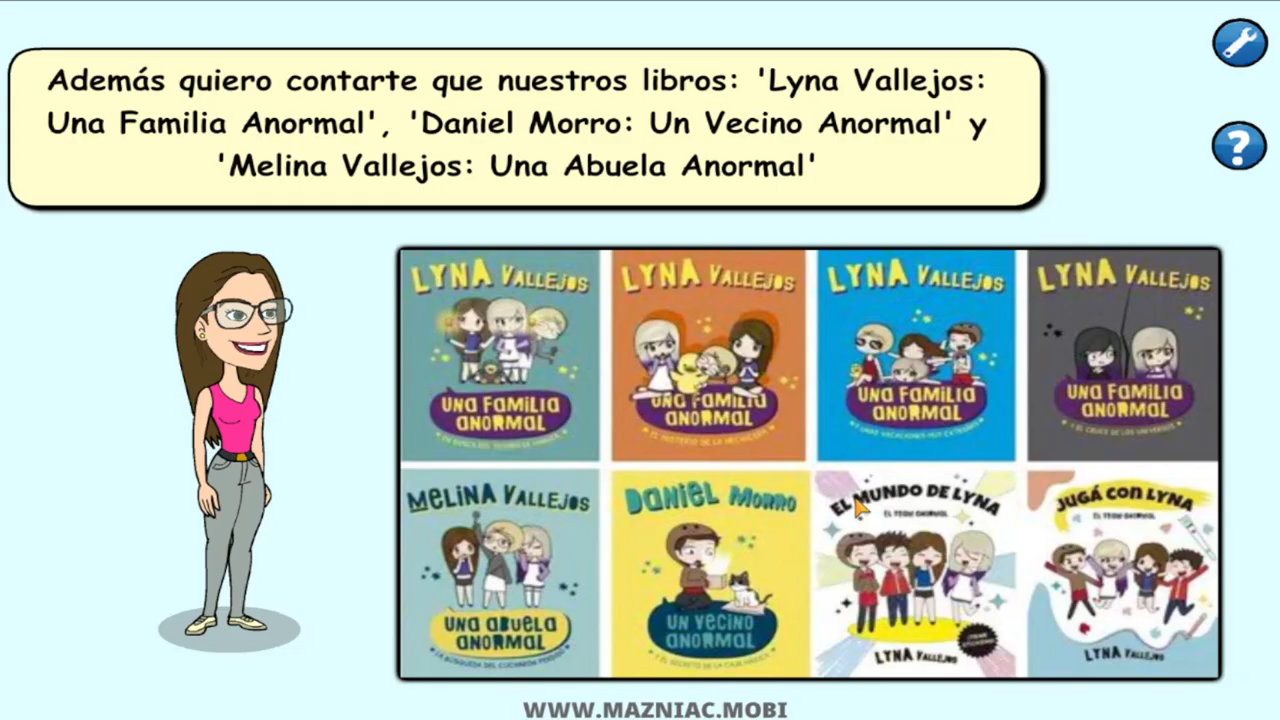 Además quiero contarte que nuestros libros: 'Lyna Vallejos:
Una Familia Anormal', 'Daniel Morro: Un Vecino Anormal' y
'Melina Vallejos: Una Abuela Anormal'
?
LYNA VALLEJOS
UNA FAMILIA
ANORMAL
LYNA VALLEJOS
UNA FAMILIA
ANORMAL
EL MISTERIO DE LA HECHICERA
LYNA VALLEJOS
UNA FAMILIA
ANORMAL
Y UNAS VACACIONES MUY EXTRAÑAS
LYNA VALLEJOS
UNA FAMILIA
ANORMAL
Y EL CRUCE DE LOS UNIVERSOS
MELINA VALLEJOS
UNA ABUELA
ANORMAL
LA BÚSQUEDA DEL CUCHARÓN PERDIDO
DANIEL MORRO
UN VECINO
ANORMAL
Y EL SECRETO DE LA CAJA MÁGICA
EL MUNDO DE LYNA
EL TEAM ANORMAL
LYNA VALLEJOS
JUGÁ CON LYNA
EL TEAM ANORMAL
LYNA VALLEJOS
WWW.MAZNIAC.MOBI